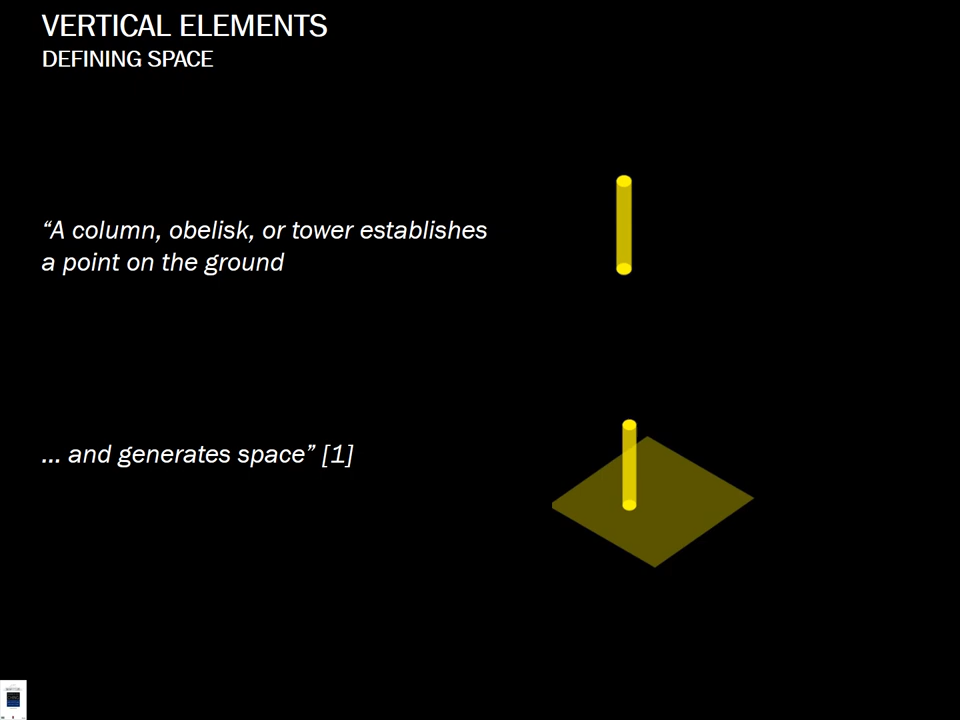 VERTICAL ELEMENTS
DEFINING SPACE
“A column, obelisk, or tower establishes
a point on the ground
... and generates space” [1]